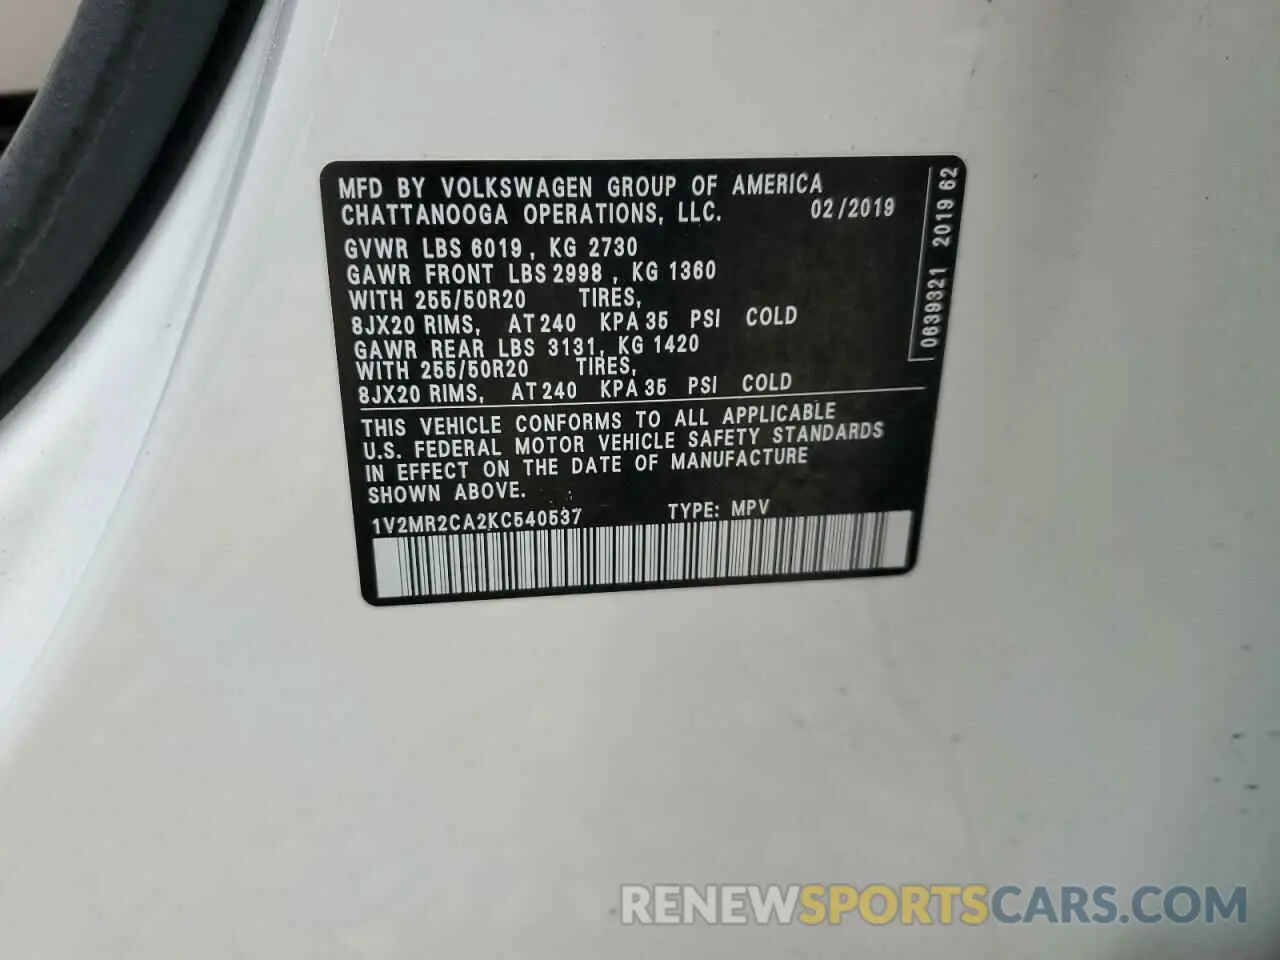 MFD BY VOLKSWAGEN GROUP OF AMERICA
CHATTANOOGA OPERATIONS, LLC. 02/2019
GVWR LBS 6019, KG 2730
GAWR FRONT LBS 2998, KG 1360
WITH 255/50R20 TIRES,
8JX20 RIMS, AT 240 KPA 35 PSI COLD
GAWR REAR LBS 3131, KG 1420
WITH 255/50R20 TIRES,
8JX20 RIMS, AT 240 KPA 35 PSI COLD
THIS VEHICLE CONFORMS TO ALL APPLICABLE
U.S. FEDERAL MOTOR VEHICLE SAFETY STANDARDS
IN EFFECT ON THE DATE OF MANUFACTURE
SHOWN ABOVE.
1V2MR2CA2KC540537 TYPE: MPV
0639321 2019 62
RENEWSPORTSCARS.COM